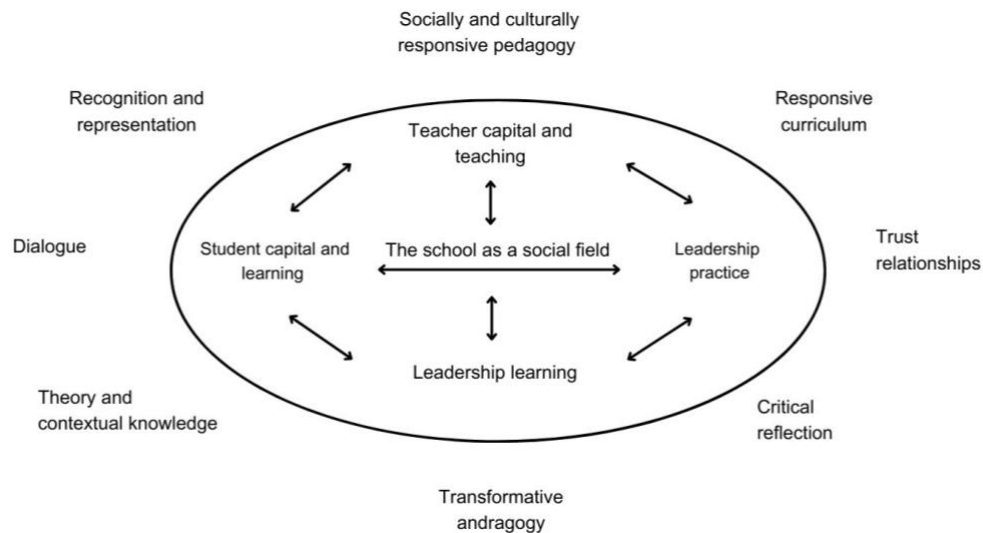 Socially and culturally
responsive pedagogy
Recognition and
representation
Responsive
curriculum
Teacher capital and
teaching
Dialogue
Student capital and
learning
The school as a social field
Leadership
practice
Trust
relationships
Leadership learning
Theory and
contextual knowledge
Critical
reflection
Transformative
andragogy